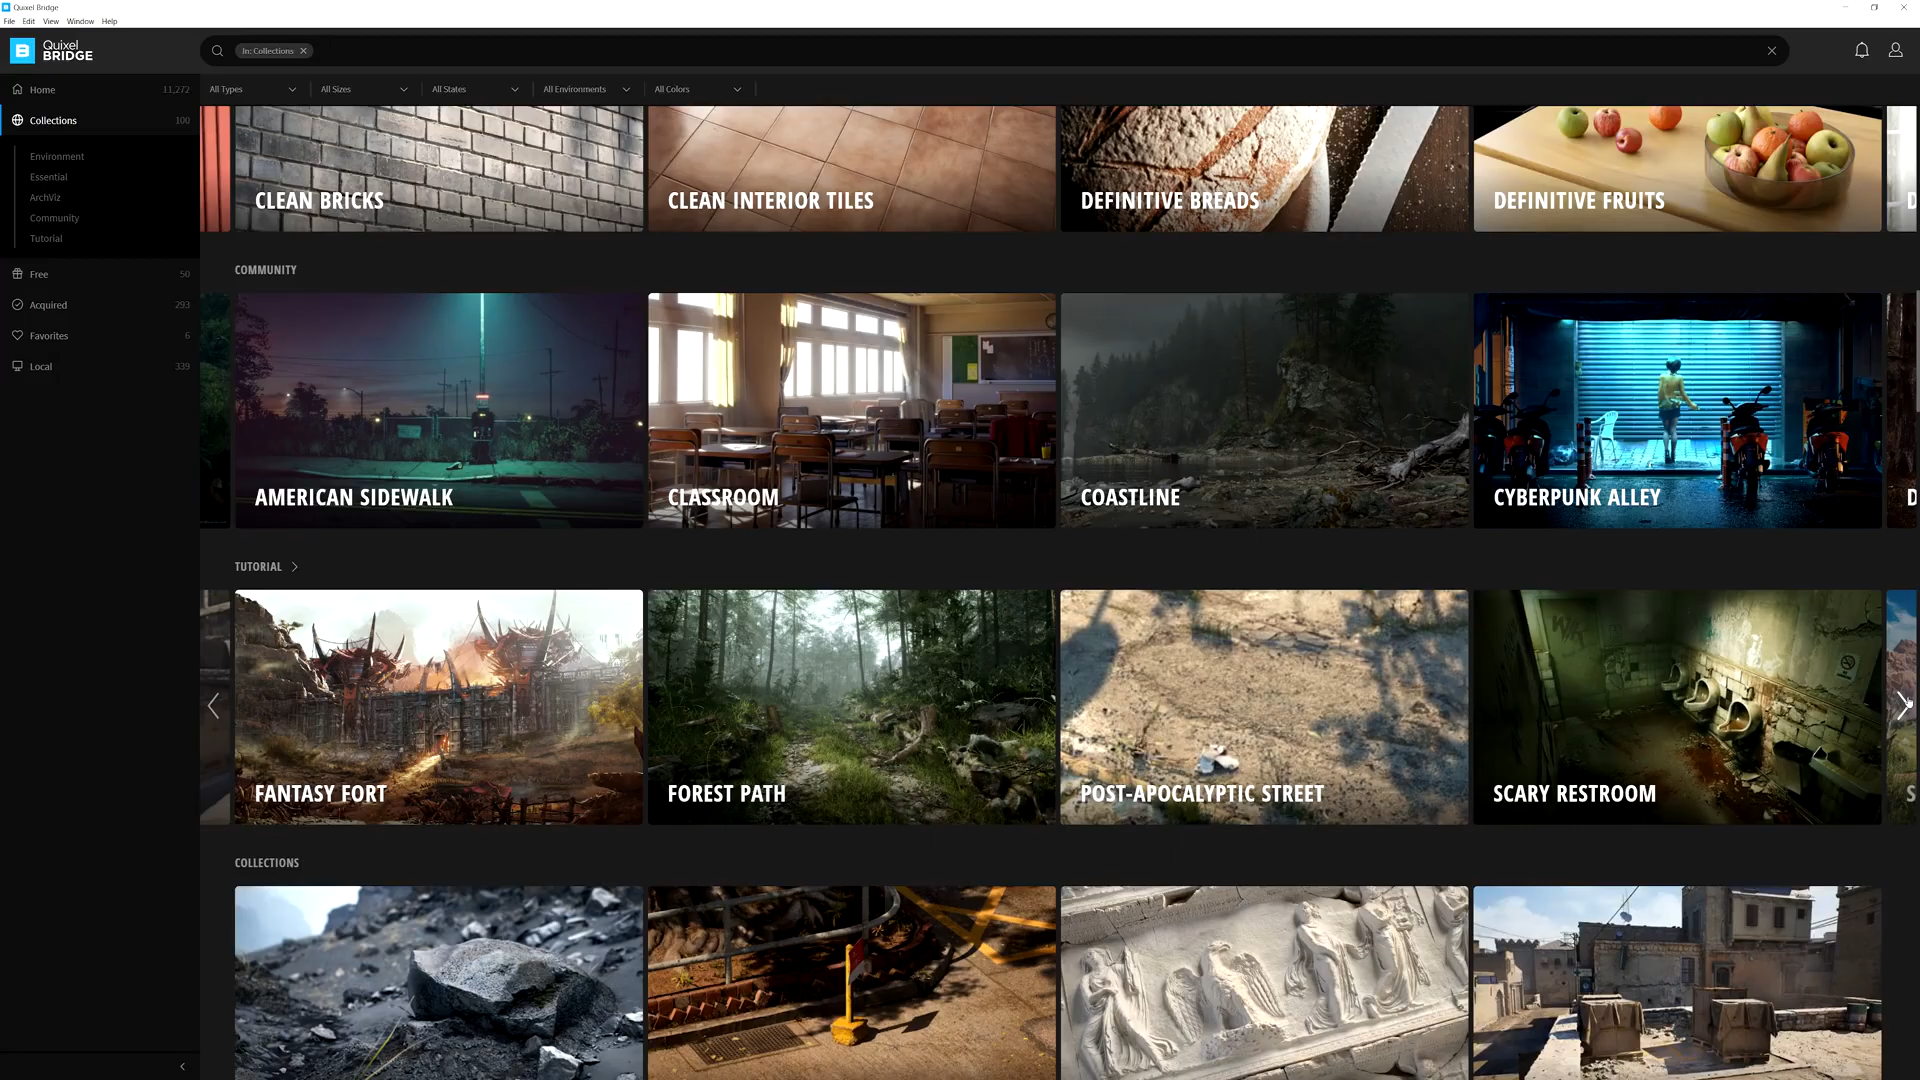 Quixel Bridge
File Edit View Window Help
Quixel
BRIDGE
In: Collections
Home 11,272
Collections 100
Environment
Essential
ArchViz
Community
Tutorial
Free 50
Acquired 293
Favorites 6
Local 339
All Types All Sizes All States All Environments All Colors
CLEAN BRICKS
CLEAN INTERIOR TILES
DEFINITIVE BREADS
DEFINITIVE FRUITS
D
COMMUNITY
AMERICAN SIDEWALK
CLASSROOM
COASTLINE
CYBERPUNK ALLEY
D
TUTORIAL
FANTASY FORT
FOREST PATH
POST-APOCALYPTIC STREET
SCARY RESTROOM
S
COLLECTIONS